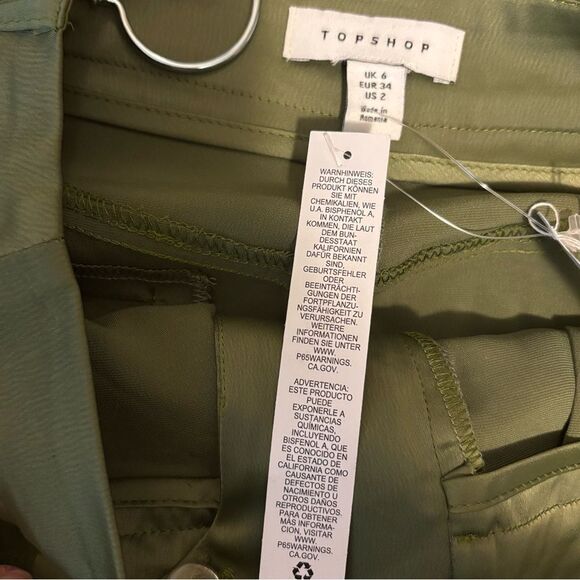 TOPSHOP
UK 6
EUR 34
US 2
Made in
Romania
WARNHINWEIS:
DURCH DIESES
PRODUKT KÖNNEN
SIE MIT
CHEMIKALIEN, WIE
U.A. BISPHENOL A,
IN KONTAKT
KOMMEN, DIE LAUT
DEM BUN-
DESSTAAT
KALIFORNIEN
DAFÜR BEKANNT
SIND,
GEBURTSFEHLER
ODER
BEEINTRÄCHTI-
GUNGEN DER
FORTPFLANZU-
NGSFÄHIGKEIT ZU
VERURSACHEN.
WEITERE
INFORMATIONEN
FINDEN SIE UNTER
WWW.
P65WARNINGS.
CA.GOV.
ADVERTENCIA:
ESTE PRODUCTO
PUEDE
EXPONERLE A
SUSTANCIAS
QUÍMICAS,
INCLUYENDO
BISFENOL A, QUE
ES CONOCIDO EN
EL ESTADO DE
CALIFORNIA COMO
CAUSANTE DE
DEFECTOS DE
NACIMIENTO U
OTROS DAÑOS
REPRODUCTIVOS.
PARA OBTENER
MÁS INFORMA-
CION, VISITAR
WWW.
P65WARNINGS.
CA.GOV.